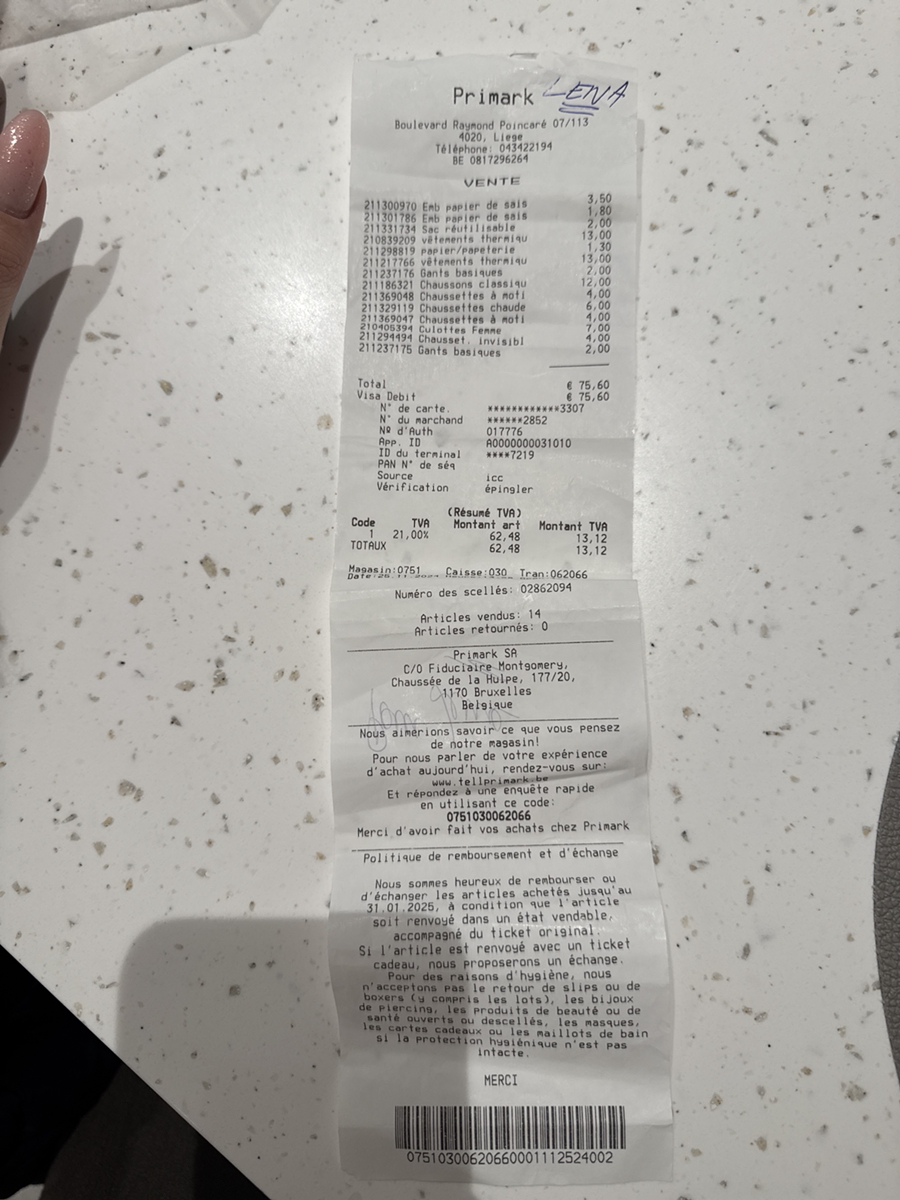 Primark LENA
Boulevard Raymond Poincaré 07/113
4020, Liege
Téléphone: 043422194
BE 0817296264
VENTE
211300970 Emb papier de sais 3,50
211301786 Emb papier de sais 1,80
211331734 Sac réutilisable 2,00
210839209 vêtements thermiqu 13,00
211298819 papier/papeterie 1,30
211217766 vêtements thermiqu 13,00
211237176 Gants basiques 2,00
211186321 Chaussons classiqu 12,00
211369048 Chaussettes à moti 4,00
211329119 Chaussettes chaude 6,00
211369047 Chaussettes à moti 4,00
210405394 Culottes Femme 7,00
211294494 Chausset. invisibl 4,00
211237175 Gants basiques 2,00
Total € 75,60
Visa Debit € 75,60
N° de carte. ************3307
N° du marchand ******2852
Nº d'Auth 017776
App. ID A0000000031010
ID du terminal ****7219
PAN N° de séq
Source icc
Vérification épingler
(Résumé TVA)
Code TVA Montant art Montant TVA
1 21,00% 62,48 13,12
TOTAUX 62,48 13,12
Magasin:0751 Caisse:030 Tran:062066
Date:25.11.2024
Numéro des scellés: 02862094
Articles vendus: 14
Articles retournés: 0
Primark SA
C/O Fiduciaire Montgomery,
Chaussée de la Hulpe, 177/20,
1170 Bruxelles
Belgique
Nous aimerions savoir ce que vous pensez
de notre magasin!
Pour nous parler de votre expérience
d'achat aujourd'hui, rendez-vous sur:
www.tellprimark.be
Et répondez à une enquête rapide
en utilisant ce code:
0751030062066
Merci d'avoir fait vos achats chez Primark
Politique de remboursement et d'échange
Nous sommes heureux de rembourser ou
d'échanger les articles achetés jusqu'au
31.01.2025, à condition que l'article
soit renvoyé dans un état vendable,
accompagné du ticket original.
Si l'article est renvoyé avec un ticket
cadeau, nous proposerons un échange.
Pour des raisons d'hygiène, nous
n'acceptons pas le retour de slips ou de
boxers (y compris les lots), les bijoux
de piercing, les produits de beauté ou de
santé ouverts ou descellés, les masques,
les cartes cadeaux ou les maillots de bain
si la protection hygiénique n'est pas
intacte.
MERCI
07510300620660001112524002